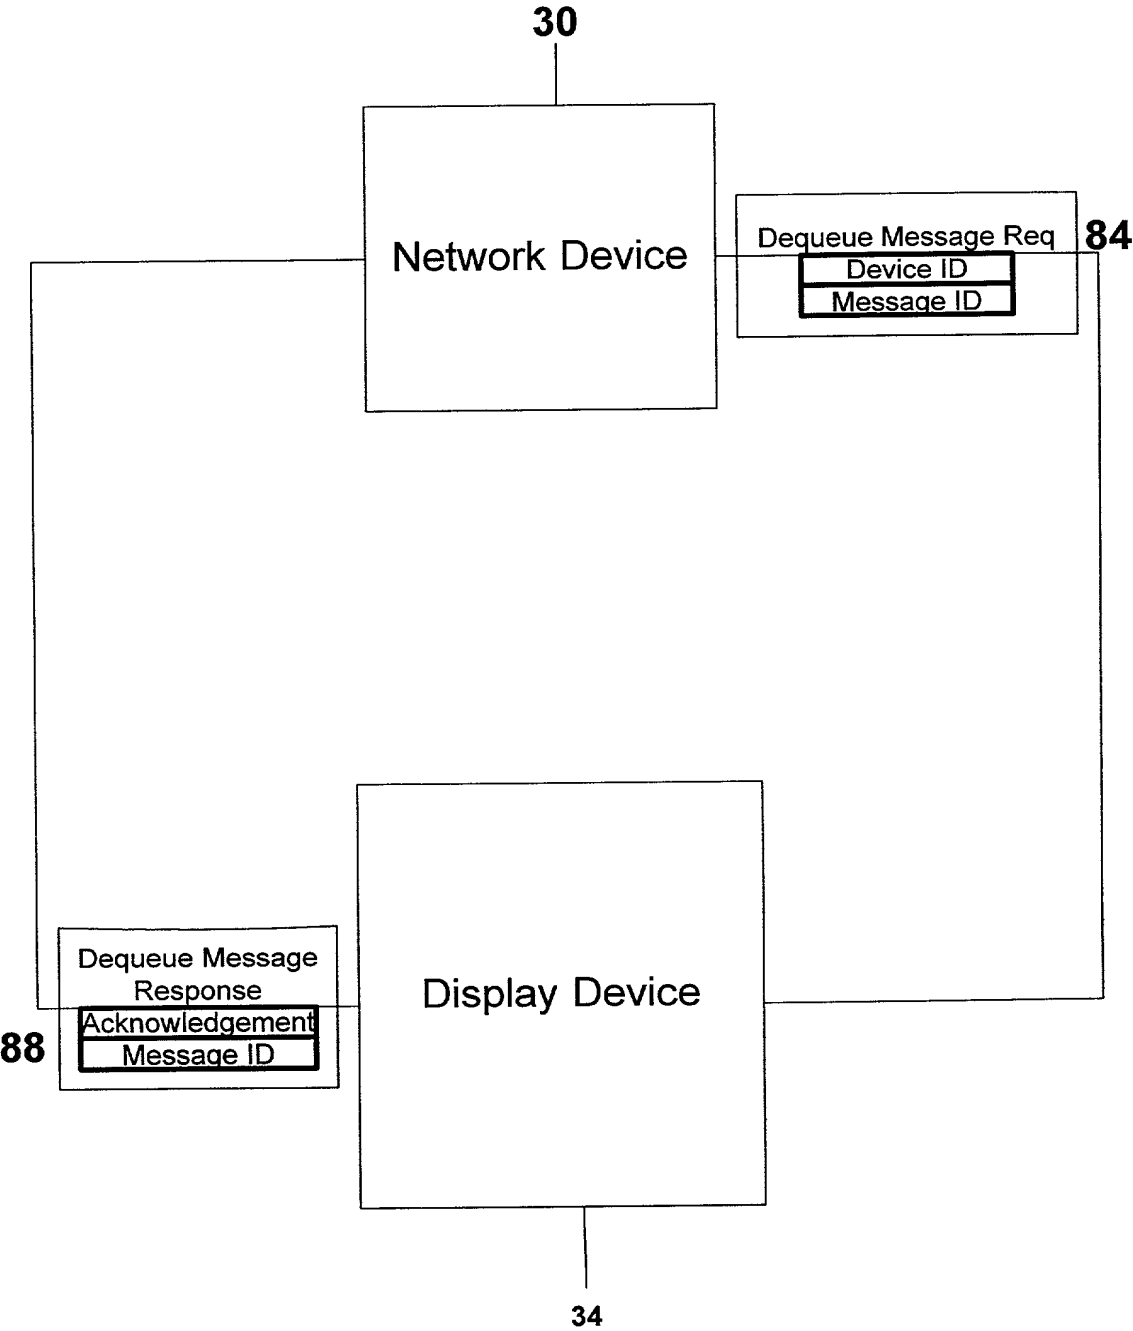 30
Network Device
Dequeue Message Req
84
Device ID
Message ID
Dequeue Message
Response
Acknowledgement
Message ID
88
Display Device
34